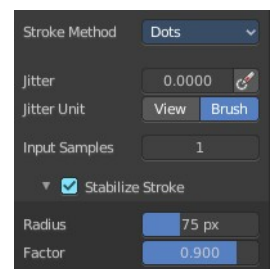 Stroke Method Dots
Jitter 0.0000
Jitter Unit View Brush
Input Samples 1
Stabilize Stroke
Radius 75 px
Factor 0.900